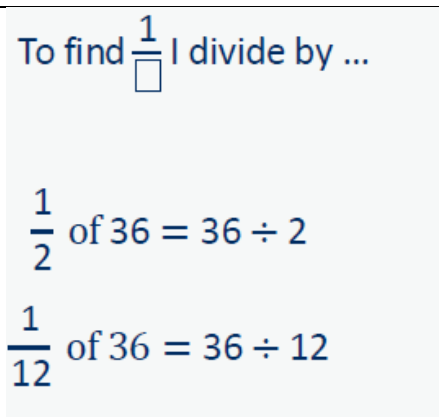 To find 1/□ I divide by ...
1/2 of 36 = 36 ÷ 2
1/12 of 36 = 36 ÷ 12